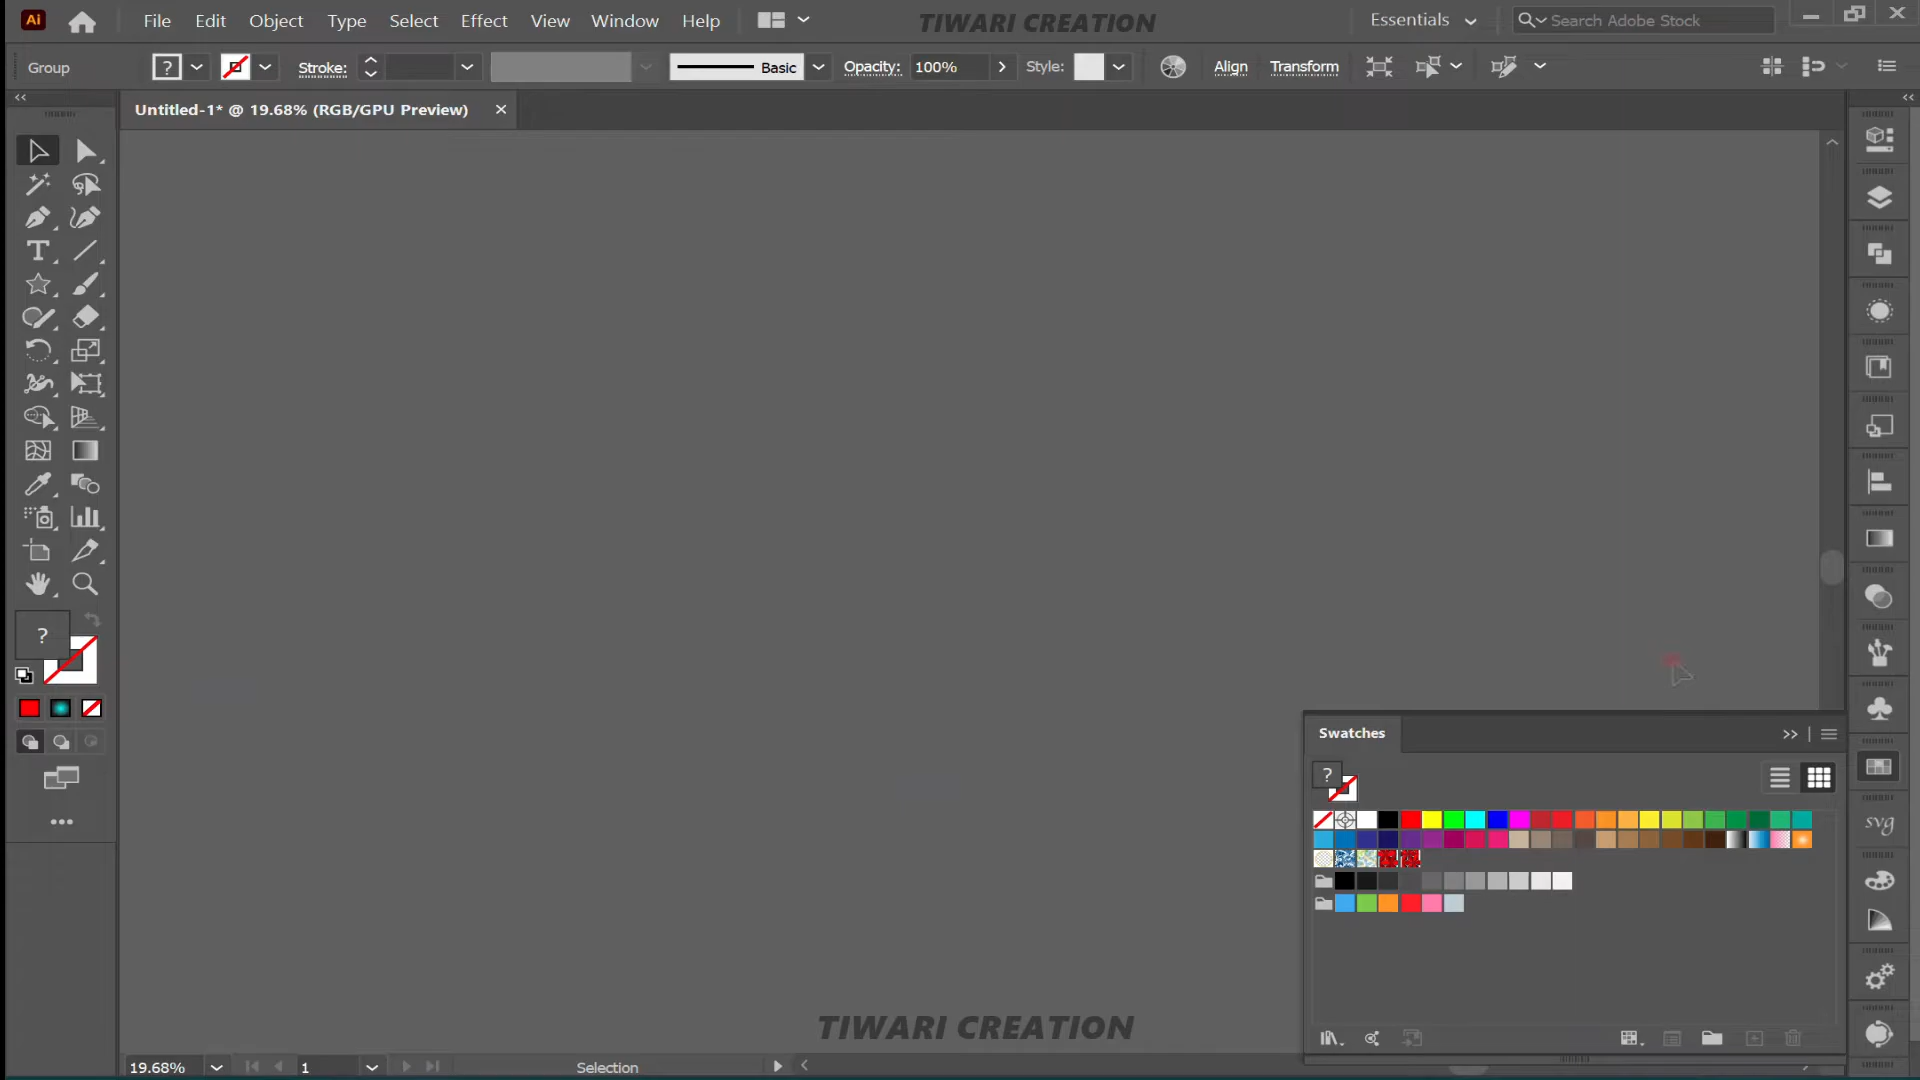 Ai File Edit Object Type Select Effect View Window Help TIWARI CREATION Essentials Search Adobe Stock
Group ? Stroke: Basic Opacity: 100% Style: Align Transform
Untitled-1* @ 19.68% (RGB/GPU Preview)
T
?
Swatches
?
svg
TIWARI CREATION
19.68% 1 Selection